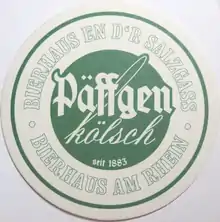 BIERHAUS EN D'R SALZGASS
Päffgen
kölsch
seit 1883
BIERHAUS AM RHEIN